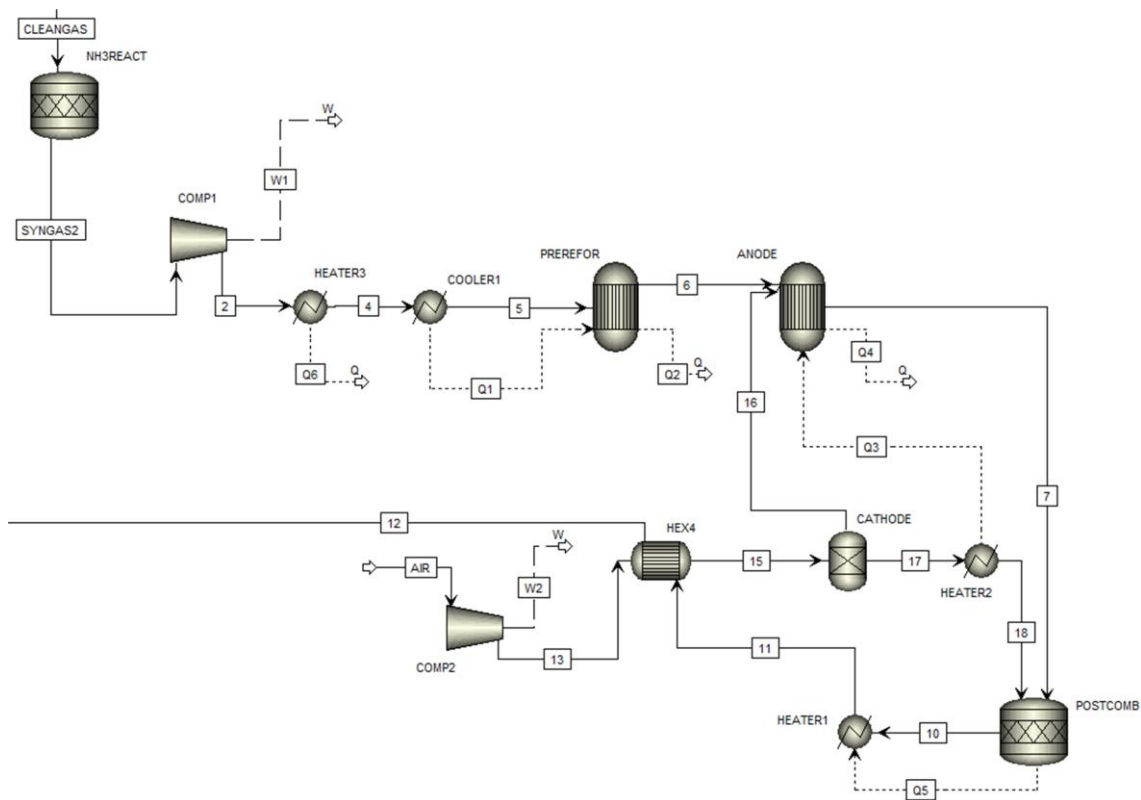 CLEANGAS
NH3REACT
W
W1
COMP1
SYNGAS2
PREREFOR
ANODE
HEATER3
COOLER1
6
2
4
5
Q4
Q6
Q
Q1
Q2
Q
Q
16
Q3
7
12
CATHODE
HEX4
W
AIR
15
17
W2
HEATER2
18
13
11
COMP2
POSTCOMB
HEATER1
10
Q5